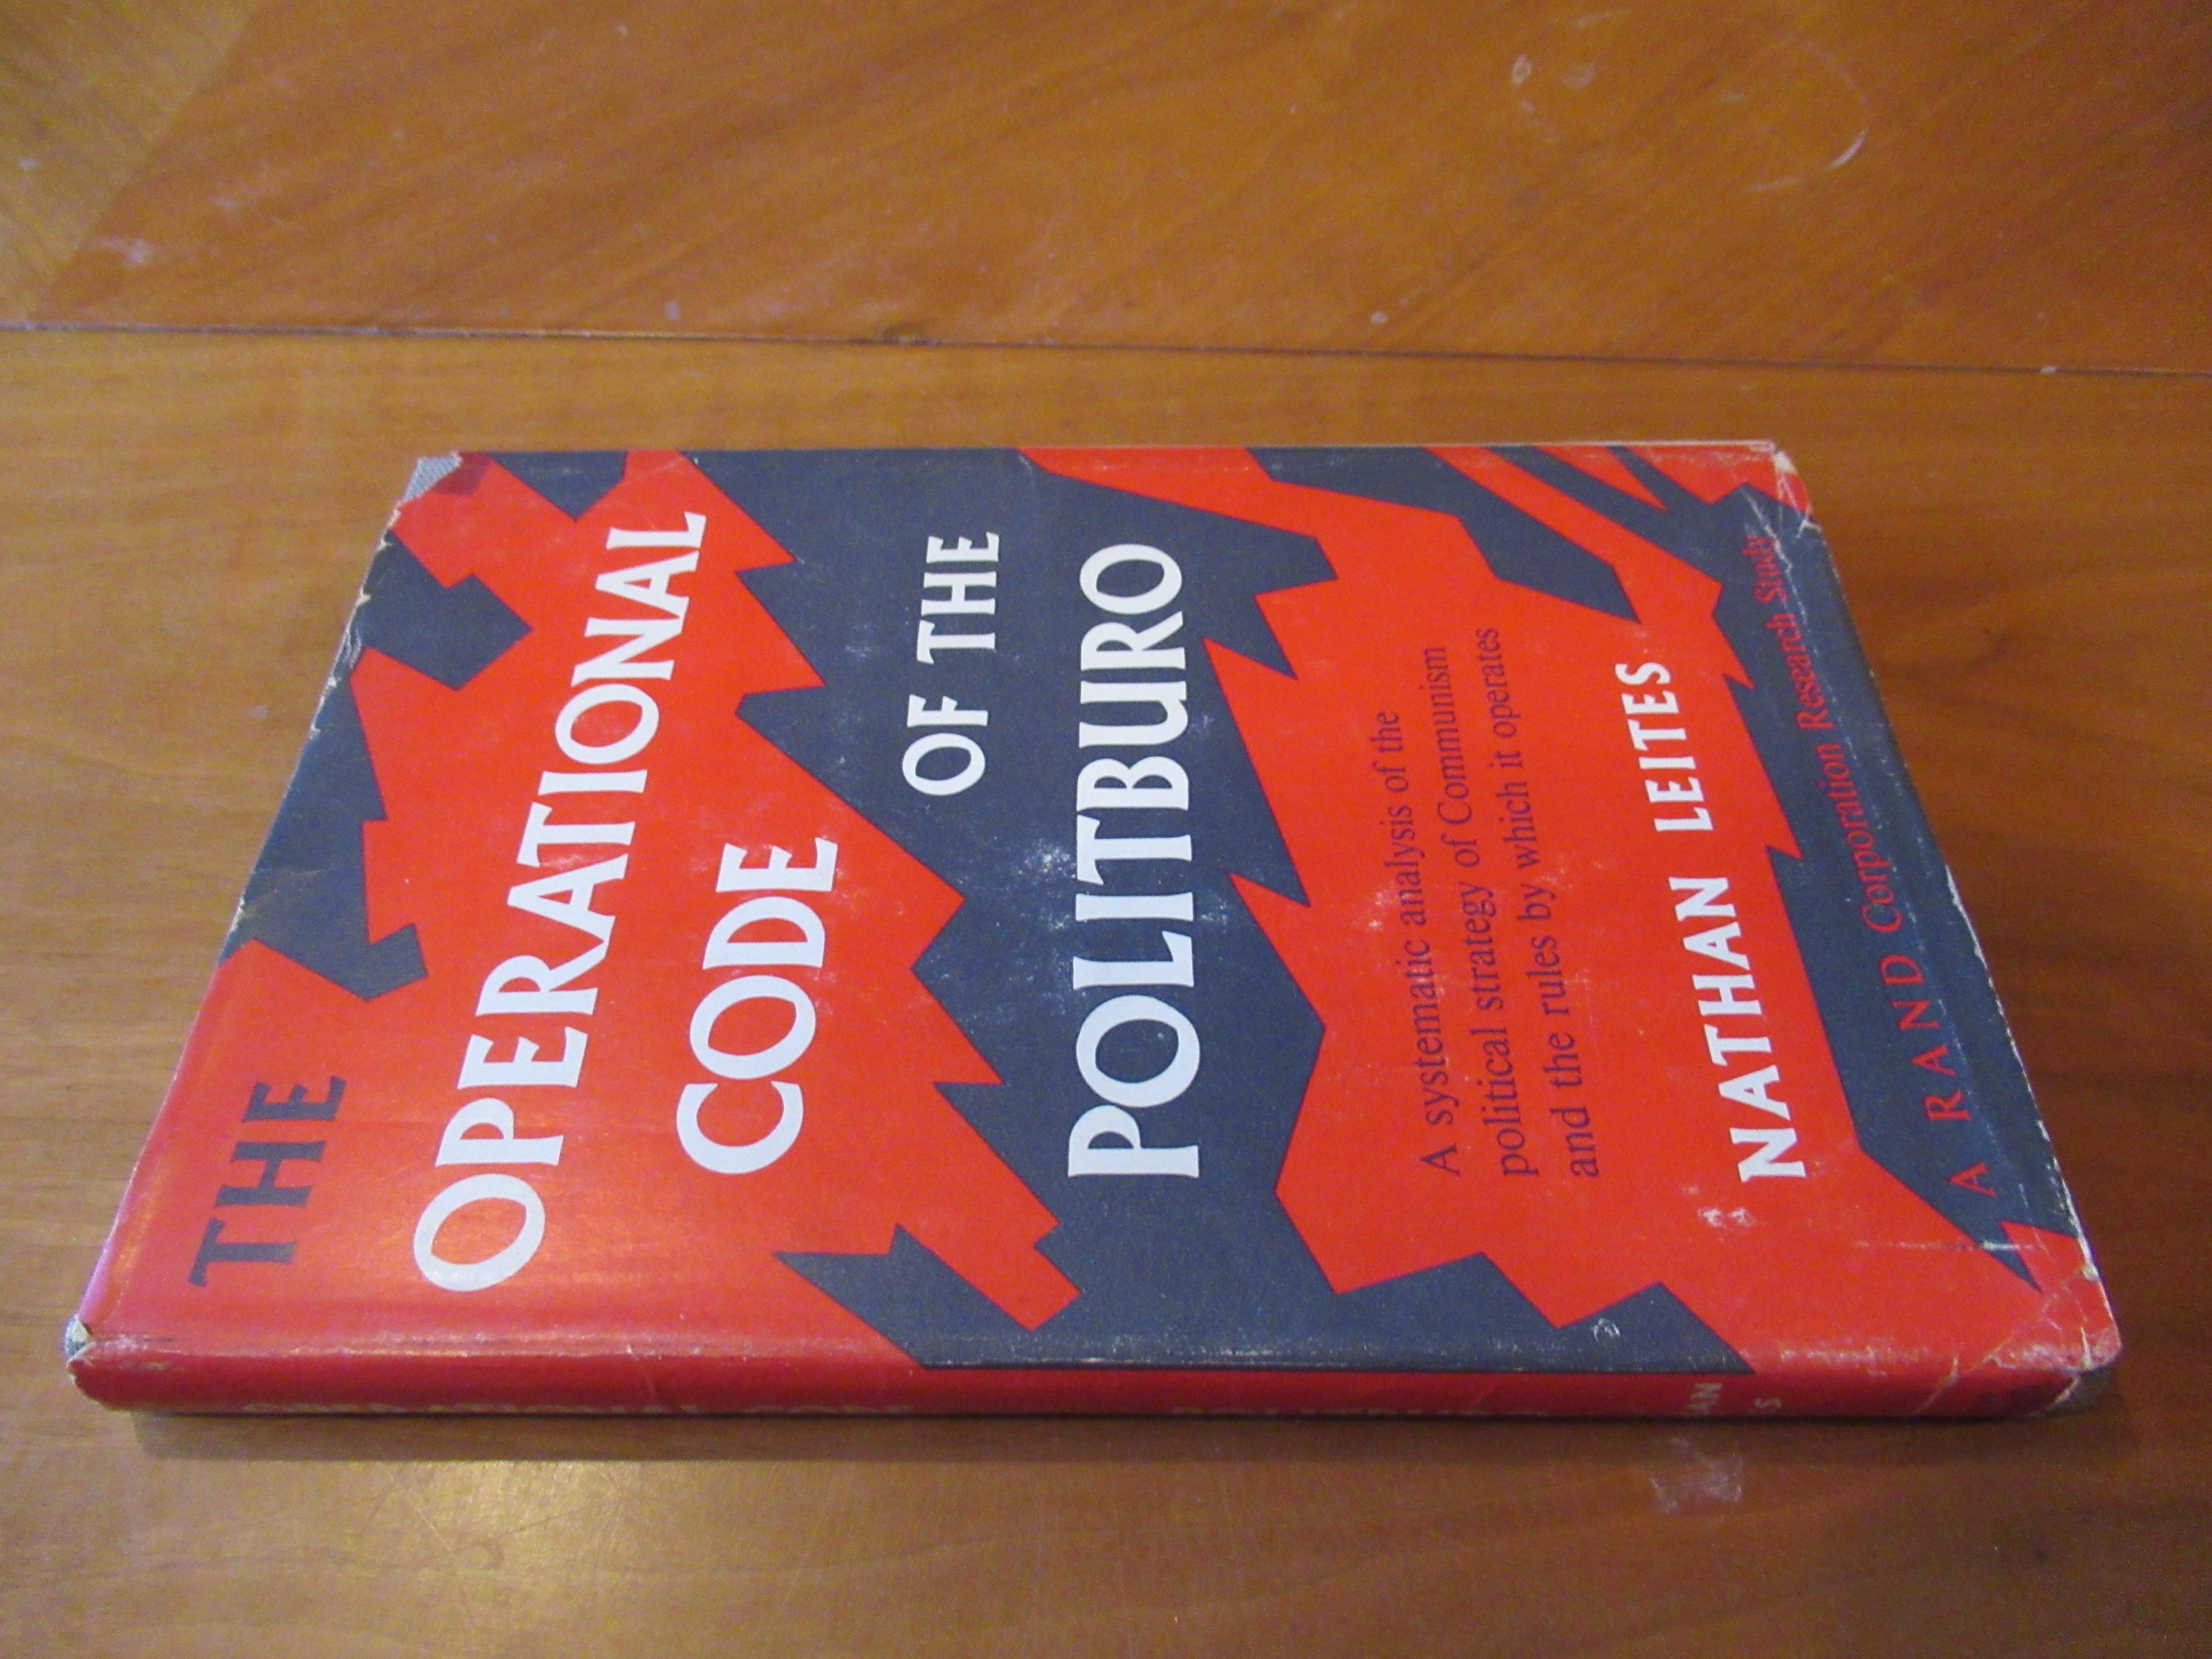 THE
OPERATIONAL
CODE
OF THE
POLITBURO
A systematic analysis of the
political strategy of Communism
and the rules by which it operates
NATHAN LEITES
A RAND Corporation Research Study